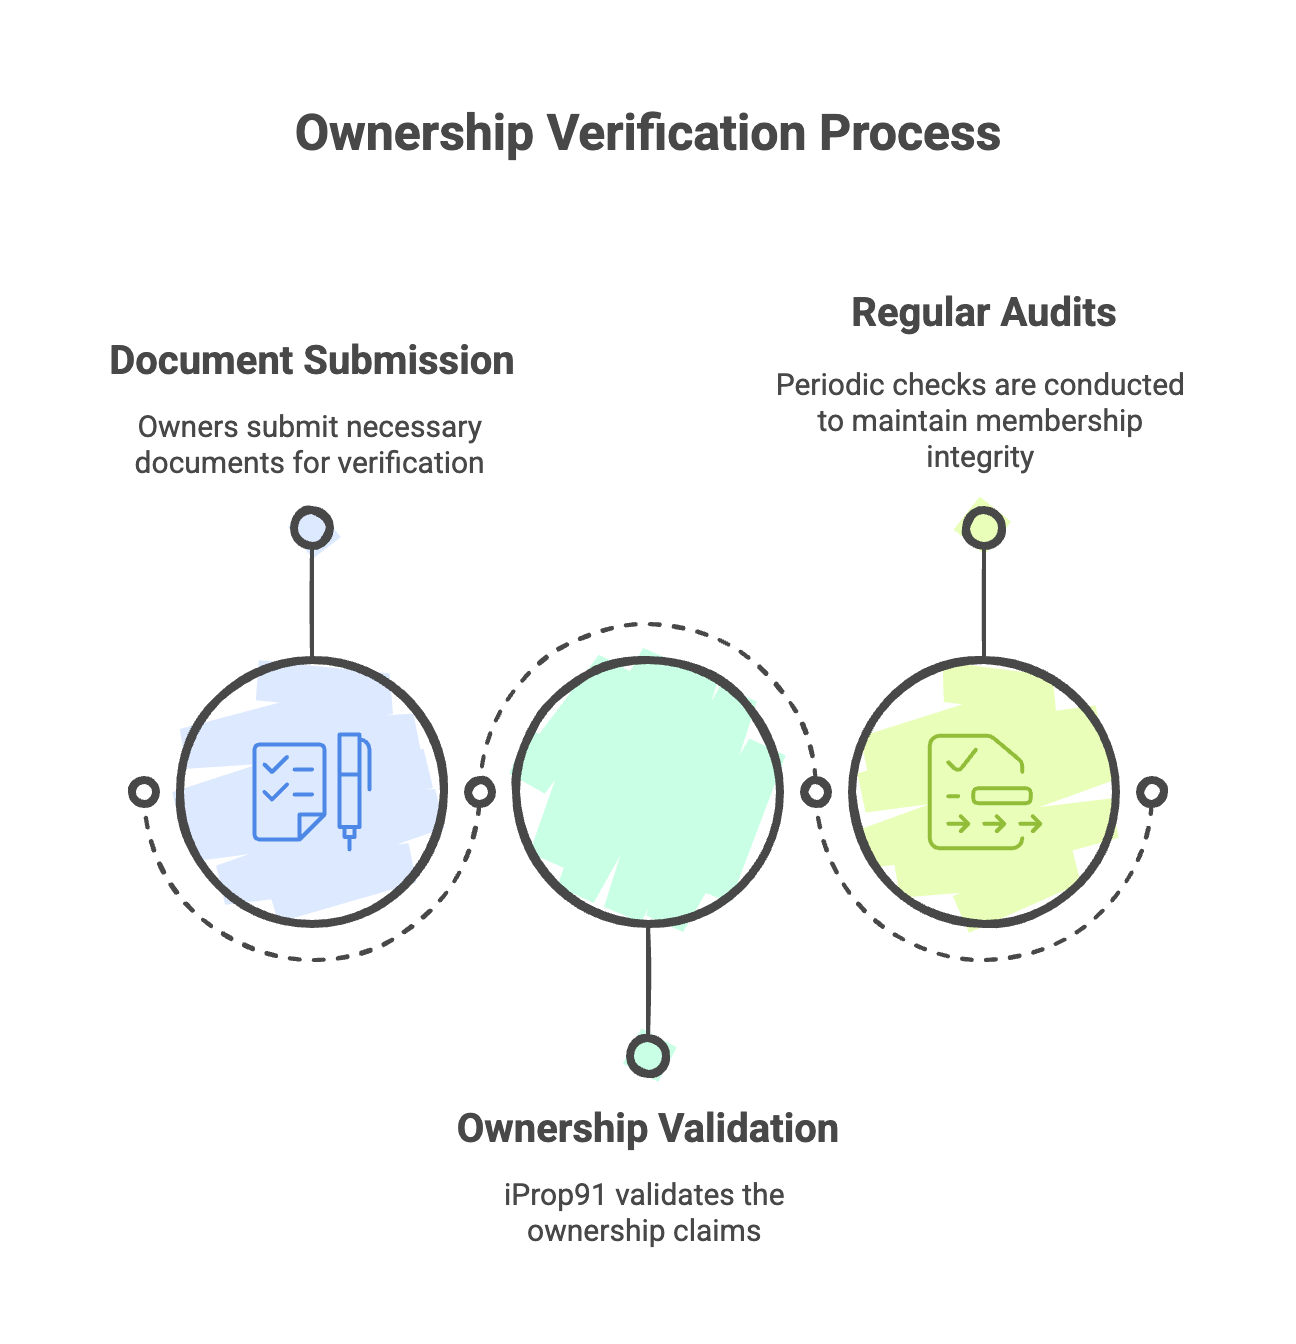 Ownership Verification Process
Document Submission
Owners submit necessary
documents for verification
Regular Audits
Periodic checks are conducted
to maintain membership
integrity
Ownership Validation
iProp91 validates the
ownership claims